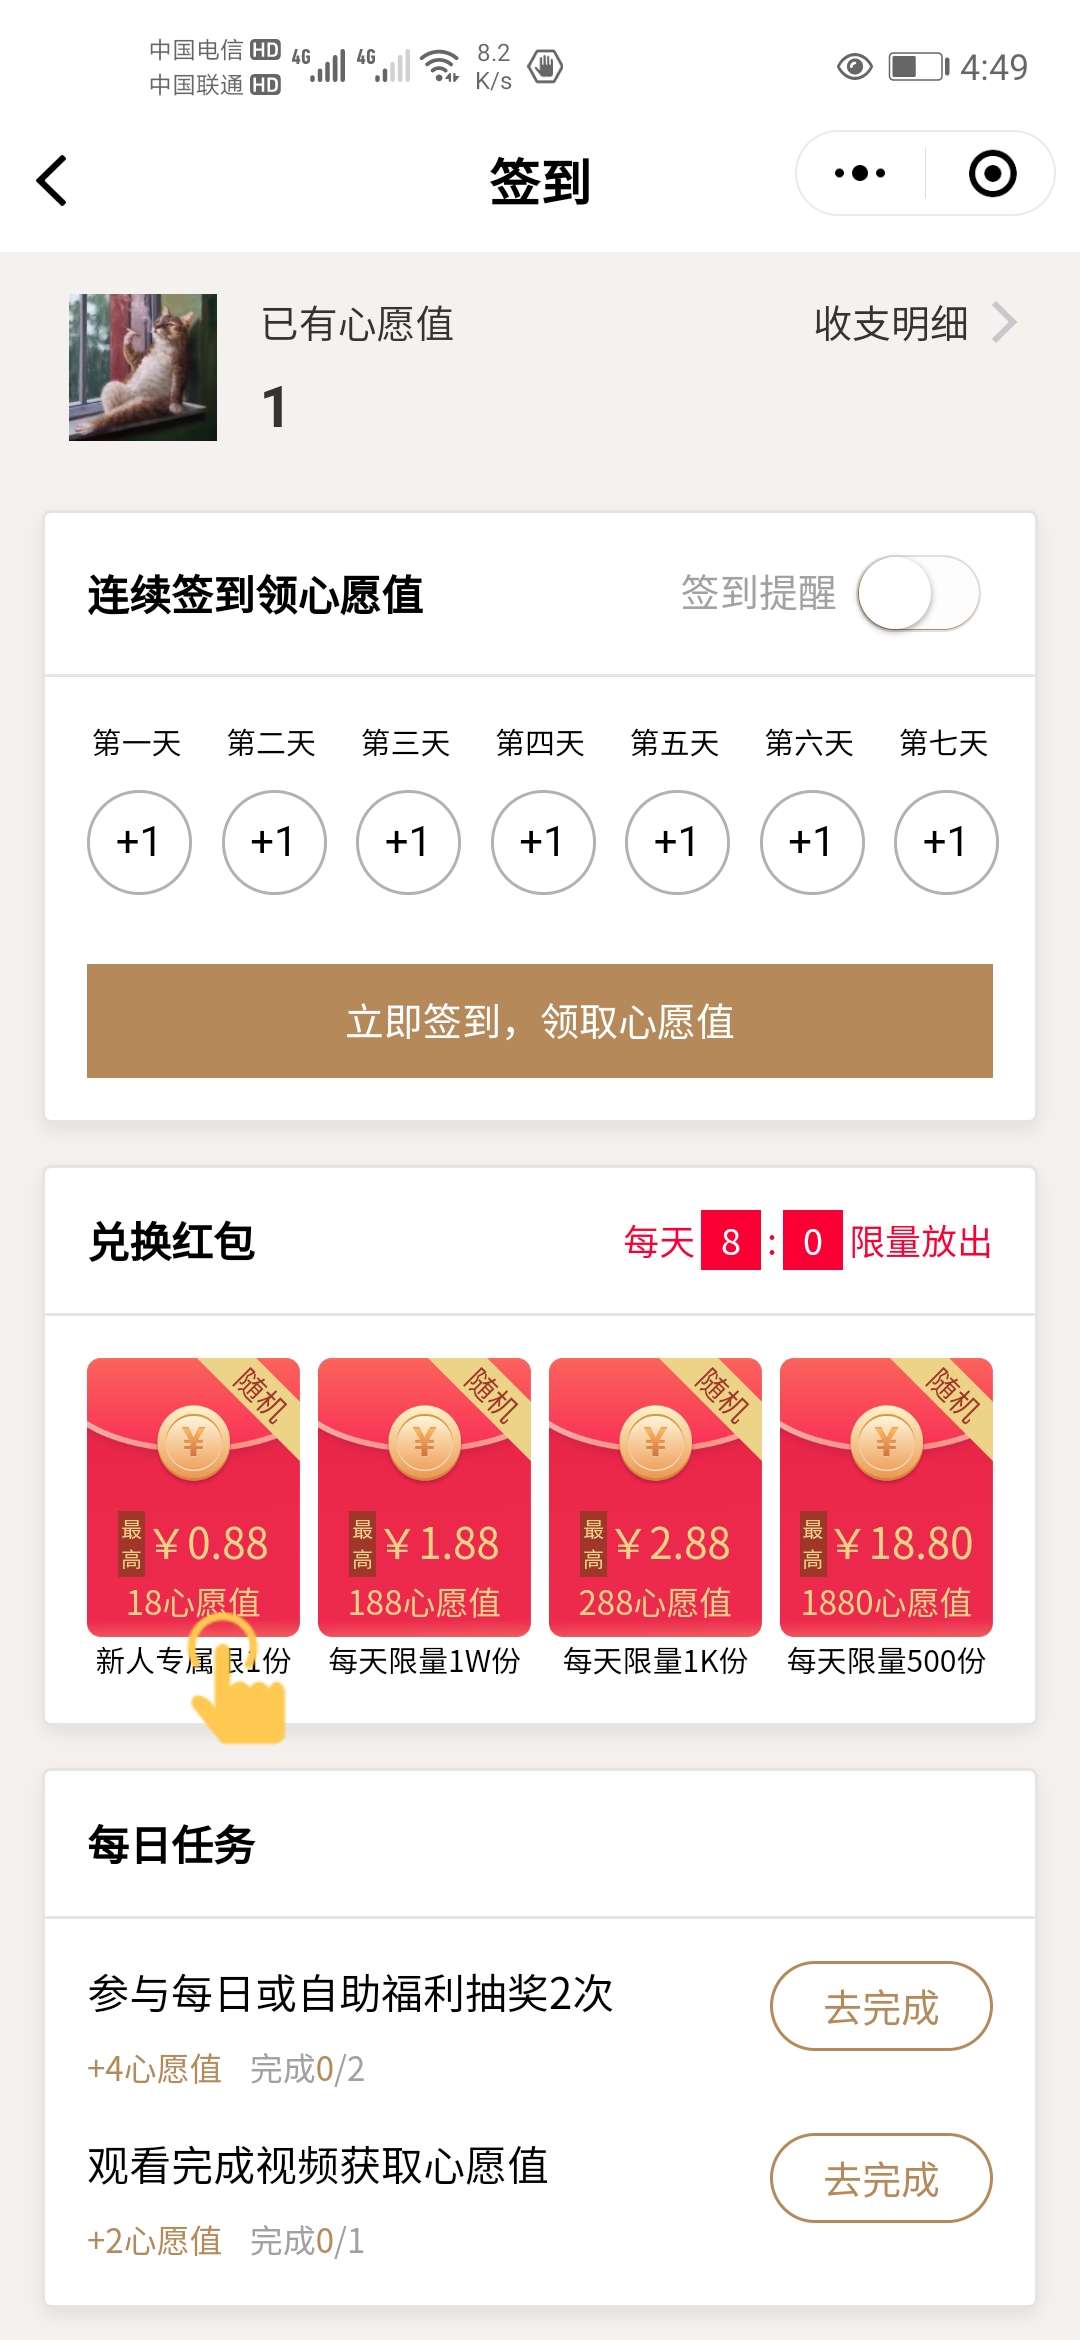 中国电信 HD 4G 4G 8.2 K/s 4:49
中国联通 HD
签到
已有心愿值 收支明细
1
连续签到领心愿值 签到提醒
第一天 第二天 第三天 第四天 第五天 第六天 第七天
+1 +1 +1 +1 +1 +1 +1
立即签到，领取心愿值
兑换红包 每天 8 : 0 限量放出
随机 随机 随机 随机
¥ ¥ ¥ ¥
最高 ¥0.88 最高 ¥1.88 最高 ¥2.88 最高 ¥18.80
18心愿值 188心愿值 288心愿值 1880心愿值
新人专属限1份 每天限量1W份 每天限量1K份 每天限量500份
每日任务
参与每日或自助福利抽奖2次 去完成
+4心愿值 完成0/2
观看完成视频获取心愿值 去完成
+2心愿值 完成0/1